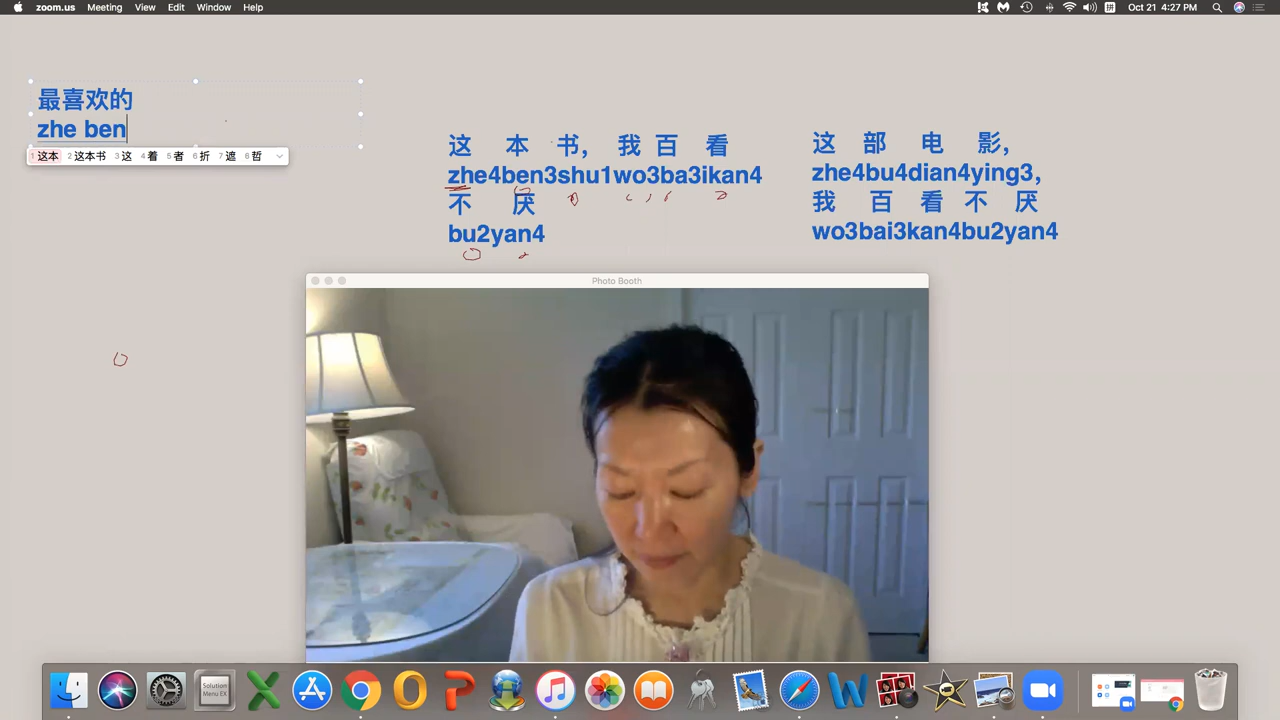 zoom.us Meeting View Edit Window Help Oct 21 4:27 PM
最喜欢的
zhe ben
1 这本 2 这本书 3 这 4 着 5 者 6 折 7 遮 8 哲
这 本 书, 我 百 看
zhe4ben3shu1wo3ba3ikan4
不 厌
bu2yan4
这 部 电 影,
zhe4bu4dian4ying3,
我 百 看 不 厌
wo3bai3kan4bu2yan4
Photo Booth
Solution Menu EX